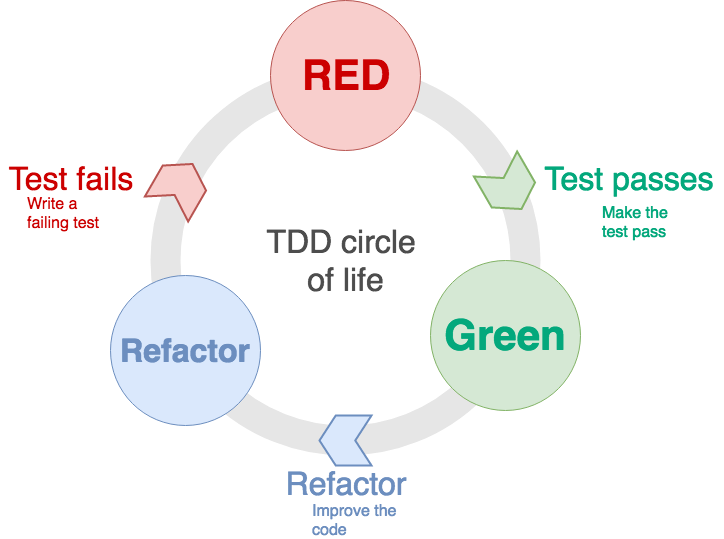 RED
Test fails
Write a
failing test
Test passes
Make the
test pass
TDD circle
of life
Refactor
Green
Refactor
Improve the
code